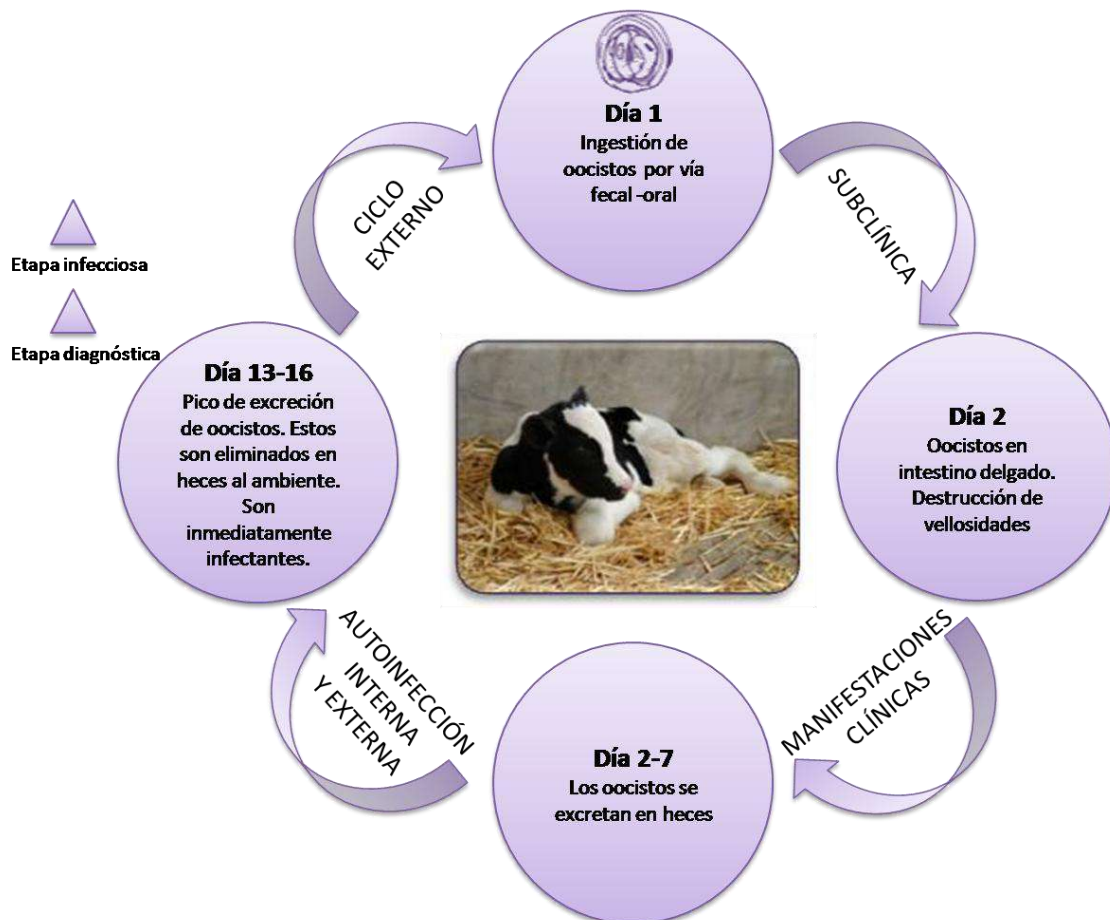 Día 1
Ingestión de
oocistos por vía
fecal -oral
SUBCLÍNICA
Día 2
Oocistos en
intestino delgado.
Destrucción de
vellosidades
MANIFESTACIONES
CLÍNICAS
Día 2-7
Los oocistos se
excretan en heces
AUTOINFECCIÓN
INTERNA
Y EXTERNA
Día 13-16
Pico de excreción
de oocistos. Estos
son eliminados en
heces al ambiente.
Son
inmediatamente
infectantes.
CICLO
EXTERNO
Etapa infecciosa
Etapa diagnóstica